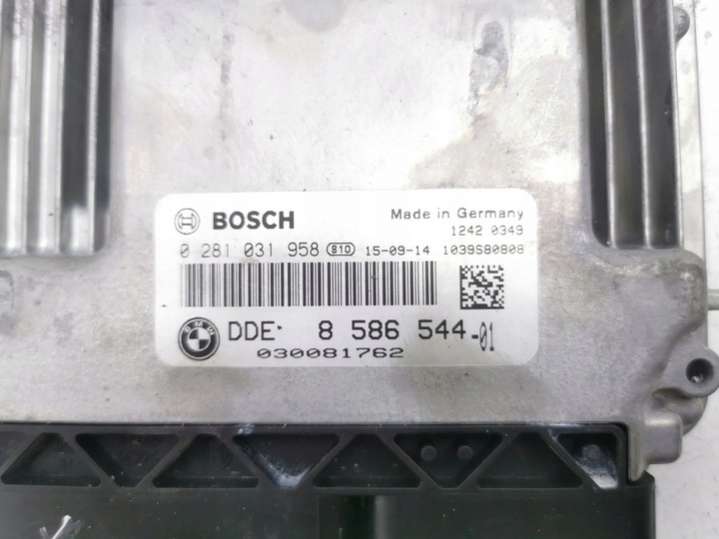 BOSCH Made in Germany
1242 0349
0 281 031 958 B10 15-09-14 1039S80808
DDE· 8 586 544-01
030081762